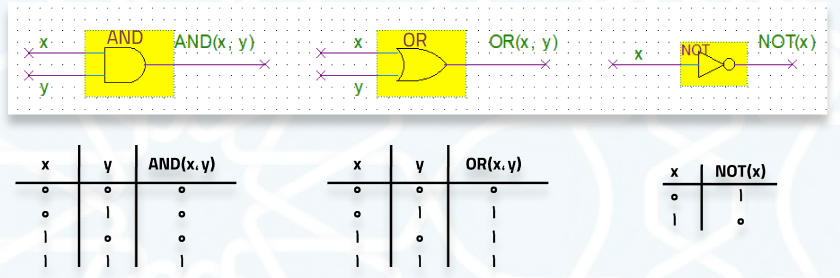 AND AND(x, y) OR OR(x, y) NOT NOT(x)
x x x
y y
x y AND(x,y) x y OR(x,y) x NOT(x)
0 0 0 0 0 0 0 1
0 1 0 0 1 1 1 0
1 0 0 1 0 1
1 1 1 1 1 1